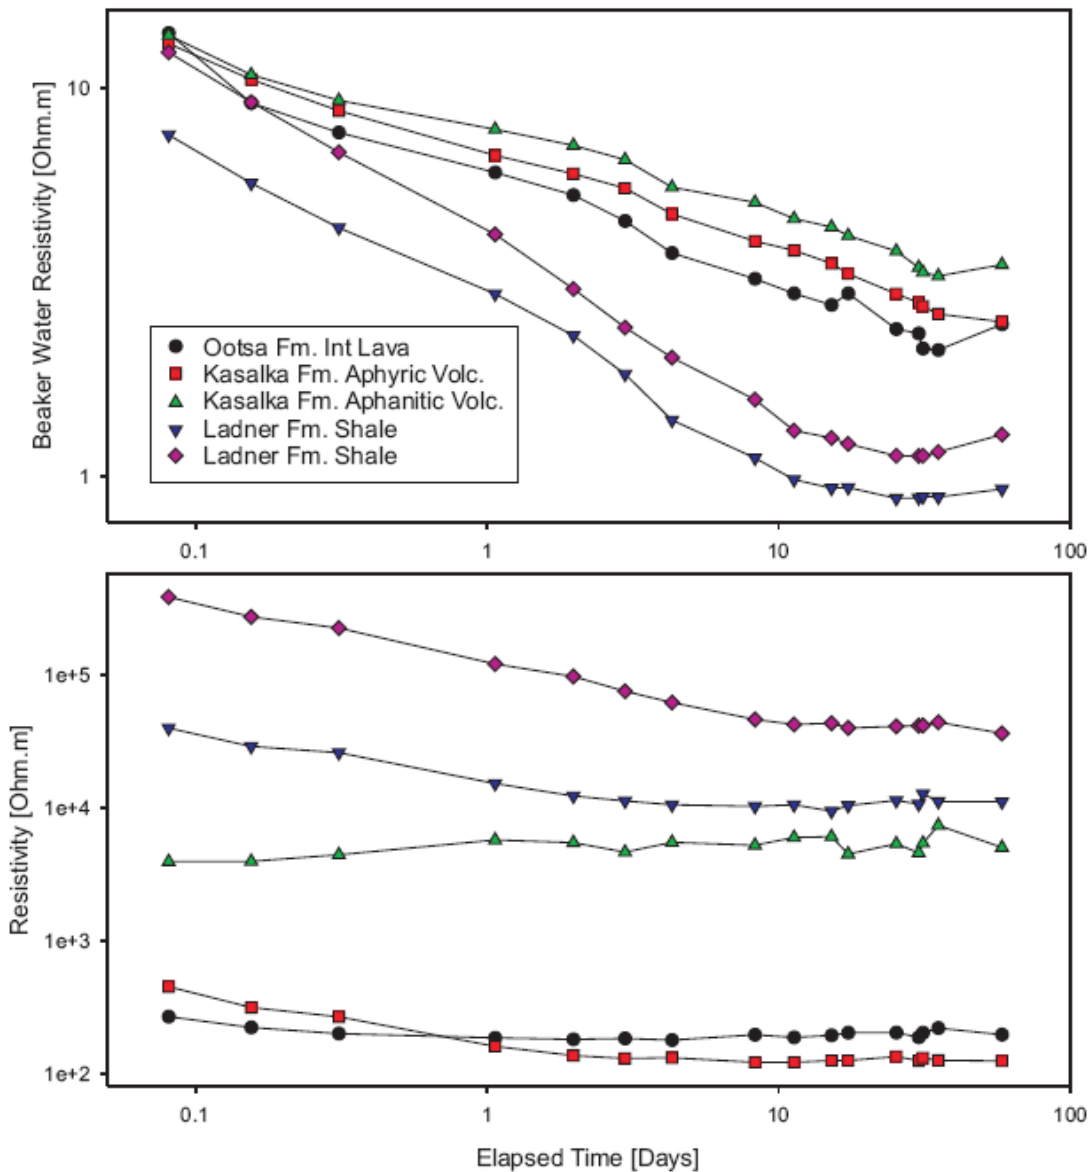 Beaker Water Resistivity [Ohm.m]
10
1
Ootsa Fm. Int Lava
Kasalka Fm. Aphyric Volc.
Kasalka Fm. Aphanitic Volc.
Ladner Fm. Shale
Ladner Fm. Shale
0.1 1 10 100
Resistivity [Ohm.m]
1e+5
1e+4
1e+3
1e+2
0.1 1 10 100
Elapsed Time [Days]